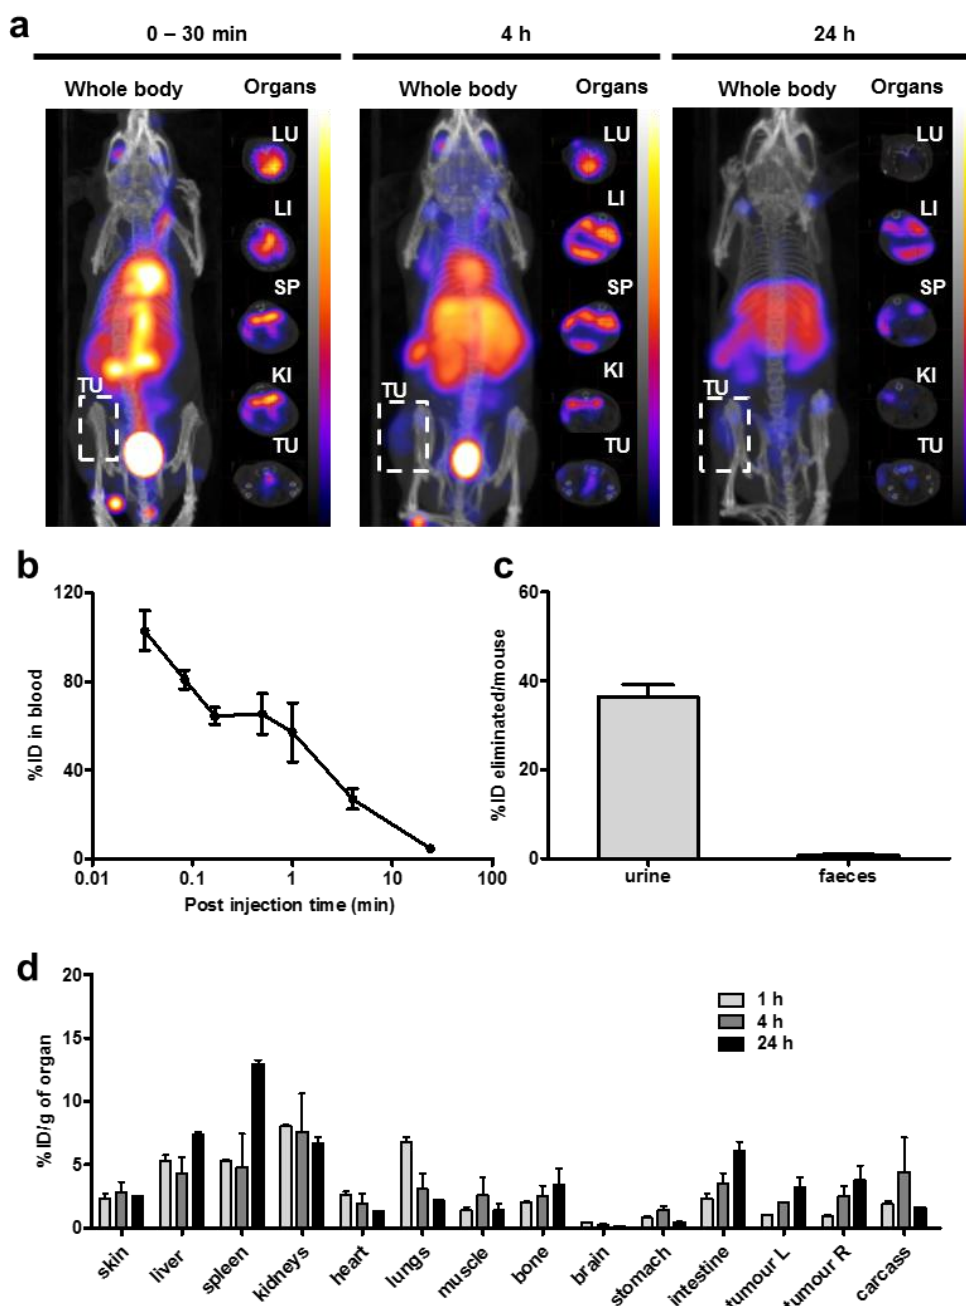 a
0 – 30 min 4 h 24 h
Whole body Organs Whole body Organs Whole body Organs
LU LU LU
LI LI LI
SP SP SP
KI KI KI
TU TU TU
TU TU TU
b
120
80
40
0
%ID in blood
0.01 0.1 1 10 100
Post injection time (min)
c
60
40
20
0
%ID eliminated/mouse
urine faeces
d
20
15
10
5
0
%ID/g of organ
1 h
4 h
24 h
skin liver spleen kidneys heart lungs muscle bone brain stomach intestine tumour L tumour R carcass